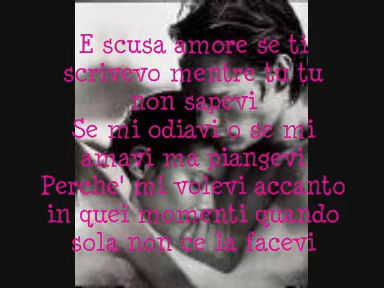 E scusa amore se ti
scrivevo mentre tu tu
non sapevi
Se mi odiavi o se mi
amavi ma piangevi
Perche' mi volevi accanto
in quei momenti quando
sola non ce la facevi